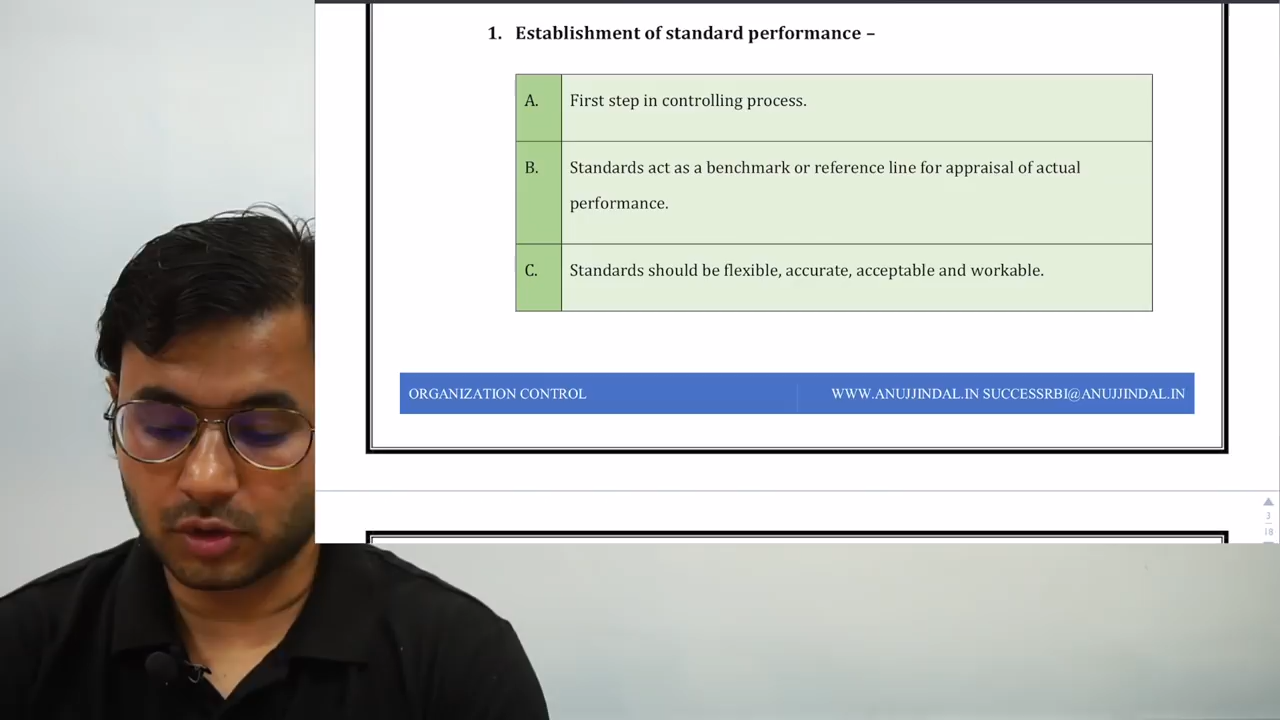 1. Establishment of standard performance –
A. First step in controlling process.
B. Standards act as a benchmark or reference line for appraisal of actual
performance.
C. Standards should be flexible, accurate, acceptable and workable.
ORGANIZATION CONTROL WWW.ANUJJINDAL.IN SUCCESSRBI@ANUJJINDAL.IN
3
18